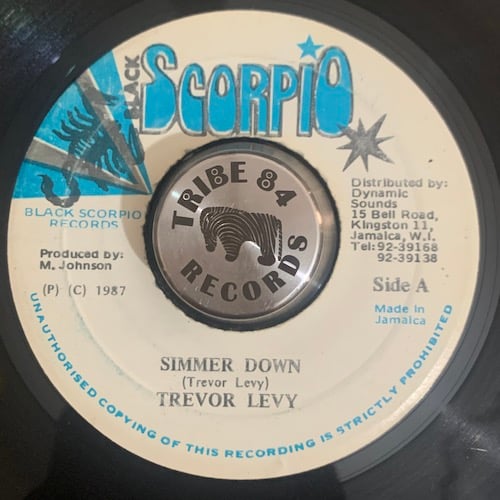 BLACK
SCORPIO
BLACK SCORPIO
RECORDS
Produced by:
M. Johnson
(P) (C) 1987
TRIBE 84
RECORDS
Distributed by:
Dynamic
Sounds
15 Bell Road,
Kingston 11,
Jamaica, W.I.
Tel:92-39168
92-39138
Side A
Made in
Jamaica
SIMMER DOWN
(Trevor Levy)
TREVOR LEVY
UNAUTHORISED COPYING OF THIS RECORDING IS STRICTLY PROHIBITED